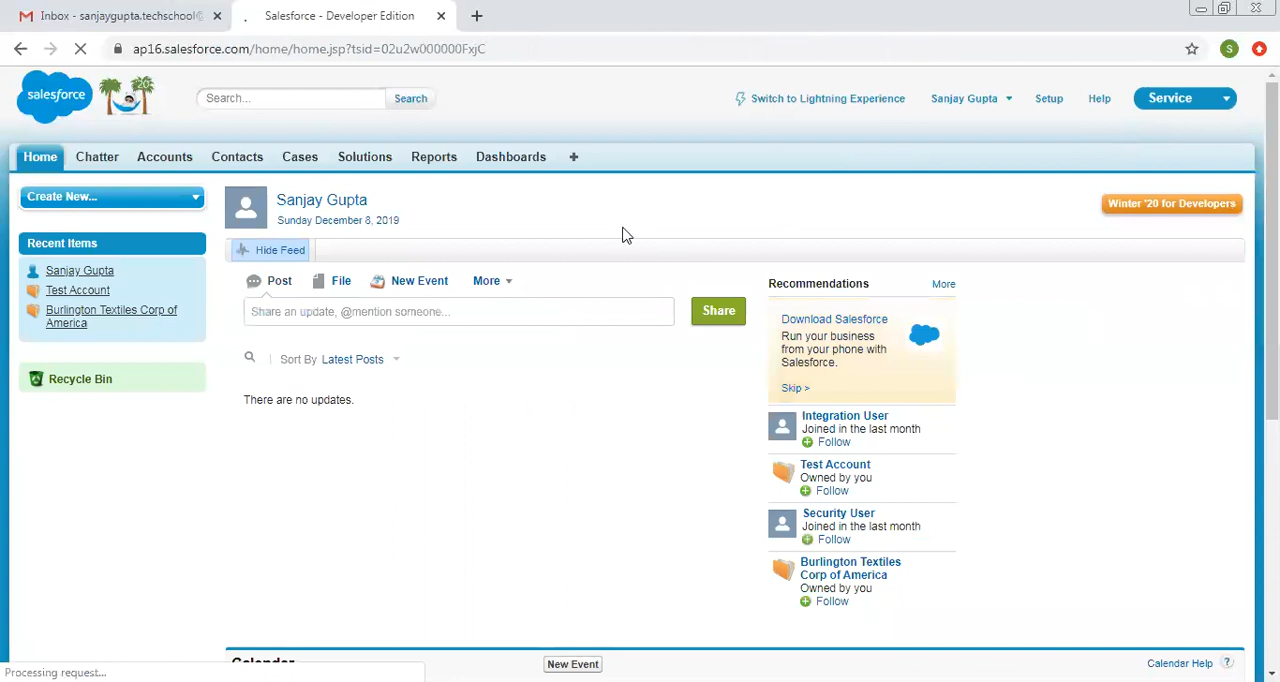 Inbox - sanjaygupta.techschool@
Salesforce - Developer Edition
ap16.salesforce.com/home/home.jsp?tsid=02u2w000000FxjC
S
salesforce
20
Search...
Search
Switch to Lightning Experience
Sanjay Gupta
Setup
Help
Service
Home
Chatter
Accounts
Contacts
Cases
Solutions
Reports
Dashboards
Create New...
Sanjay Gupta
Sunday December 8, 2019
Winter '20 for Developers
Recent Items
Sanjay Gupta
Test Account
Burlington Textiles Corp of
America
Recycle Bin
Hide Feed
Post
File
New Event
More
Share an update, @mention someone...
Share
Sort By Latest Posts
There are no updates.
Recommendations
More
Download Salesforce
Run your business
from your phone with
Salesforce.
Skip >
Integration User
Joined in the last month
Follow
Test Account
Owned by you
Follow
Security User
Joined in the last month
Follow
Burlington Textiles
Corp of America
Owned by you
Follow
Calendar
New Event
Calendar Help ?
Processing request...